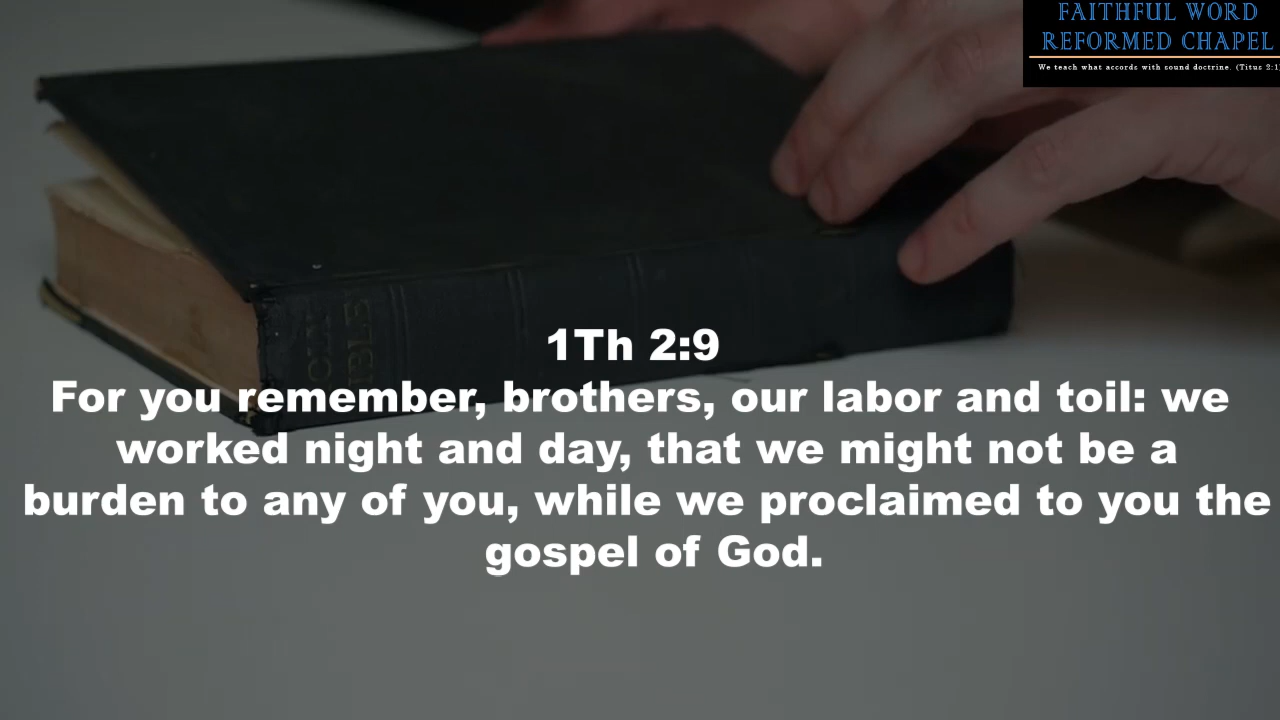 FAITHFUL WORD
REFORMED CHAPEL
We teach what accords with sound doctrine. (Titus 2:1
BIBLE
1Th 2:9
For you remember, brothers, our labor and toil: we
worked night and day, that we might not be a
burden to any of you, while we proclaimed to you the
gospel of God.